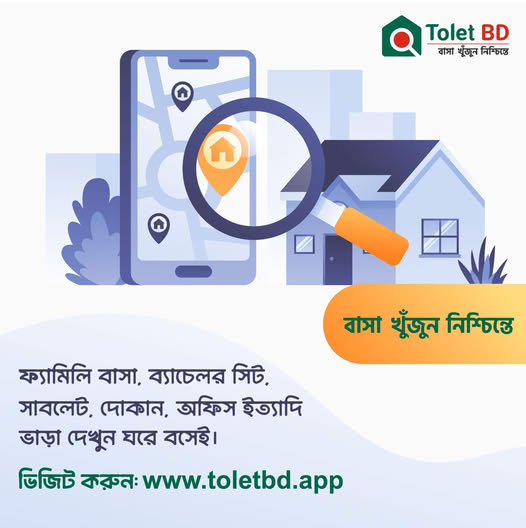 Tolet BD
বাসা খুঁজুন নিশ্চিন্তে
বাসা খুঁজুন নিশ্চিন্তে
ফ্যামিলি বাসা, ব্যাচেলর সিট,
সাবলেট, দোকান, অফিস ইত্যাদি
ভাড়া দেখুন ঘরে বসেই।
ভিজিট করুন: www.toletbd.app